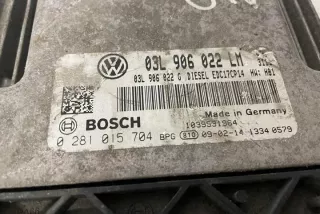 03L 906 022 LM
03L 906 022 G DIESEL EDC17CP14 HW: H01
Made in Germany
BOSCH
1039S31364
0 281 015 704 BPG 810 09-02-14 1334 0579